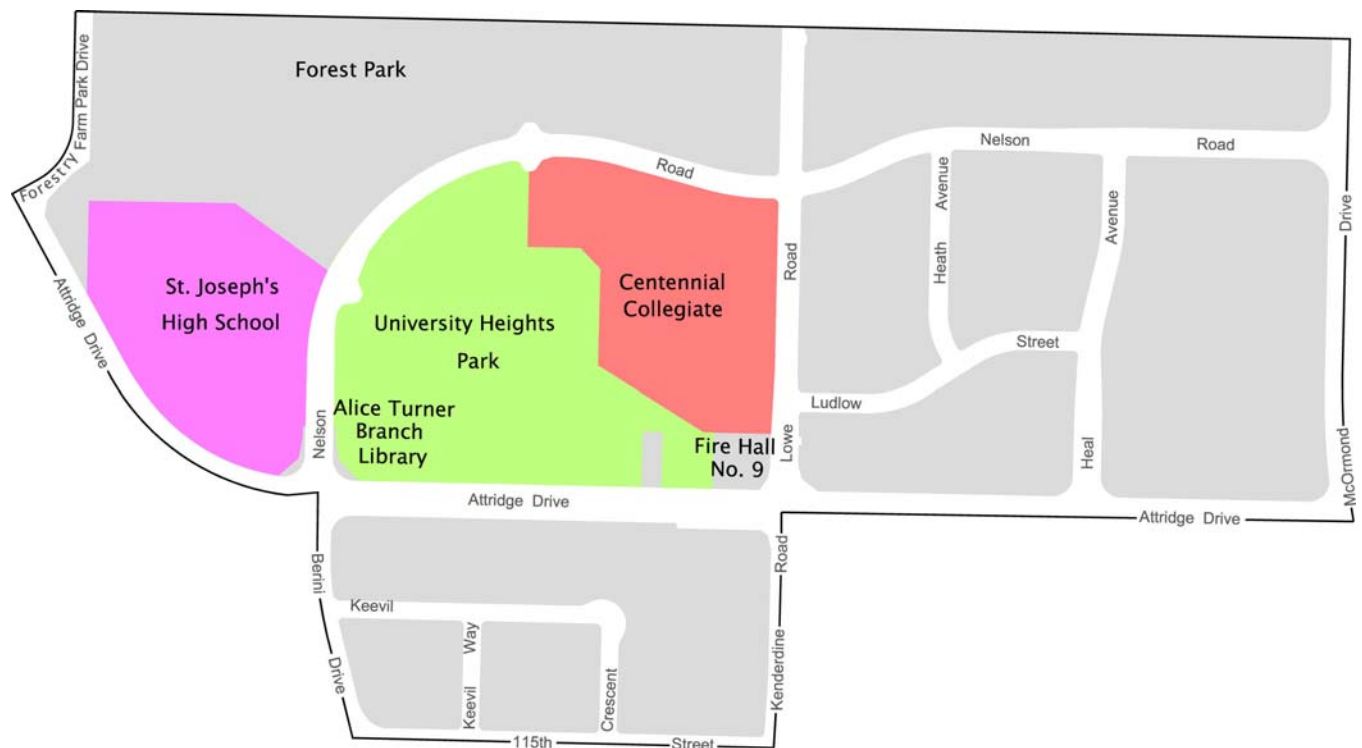 Forest Park
Forestry Farm Park Drive
Nelson Road
Road
Heath Avenue
Avenue
Drive
Road
St. Joseph's
High School
Centennial
Collegiate
University Heights
Park
Attridge Drive
Street
Ludlow
Alice Turner
Branch
Library
Nelson
Fire Hall
No. 9
Lowe
Heal
McOrmond
Attridge Drive
Attridge Drive
Berini
Road
Keevil
Way
Drive
Keevil
Crescent
Kenderdine
115th Street